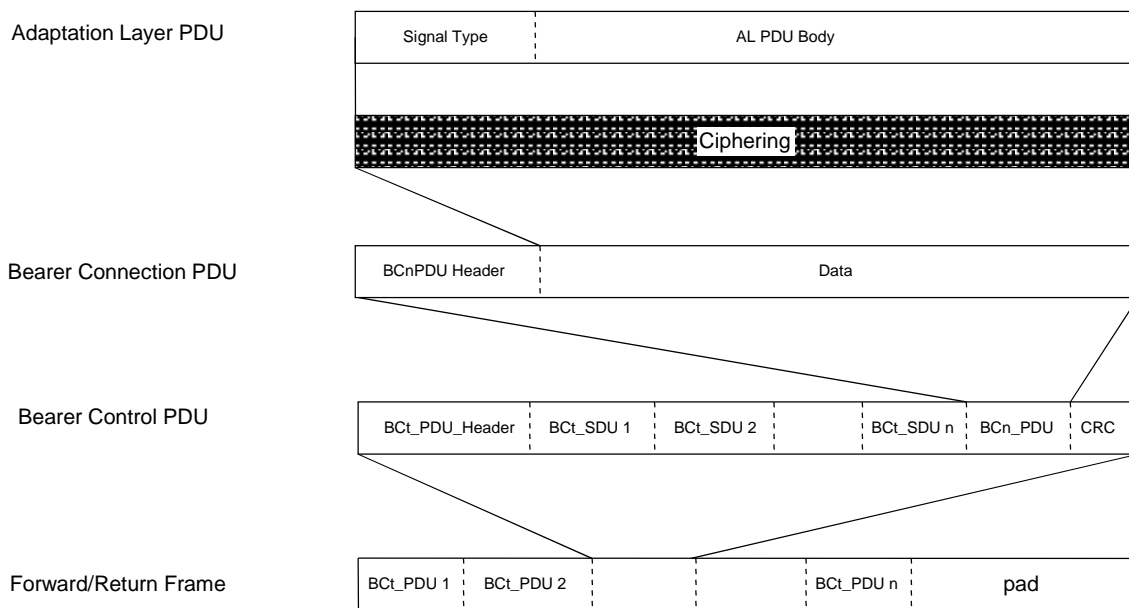 Adaptation Layer PDU
Signal Type
AL PDU Body
Ciphering
Bearer Connection PDU
BCnPDU Header
Data
Bearer Control PDU
BCt_PDU_Header
BCt_SDU 1
BCt_SDU 2
BCt_SDU n
BCn_PDU
CRC
Forward/Return Frame
BCt_PDU 1
BCt_PDU 2
BCt_PDU n
pad